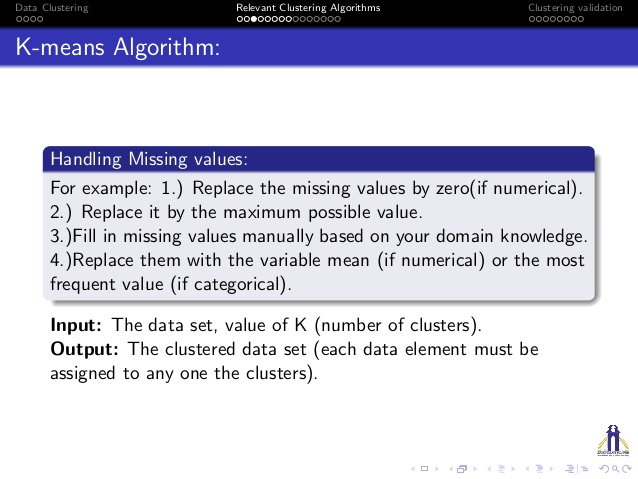 Data Clustering
Relevant Clustering Algorithms
Clustering validation
K-means Algorithm:
Handling Missing values:
For example: 1.) Replace the missing values by zero(if numerical).
2.) Replace it by the maximum possible value.
3.)Fill in missing values manually based on your domain knowledge.
4.)Replace them with the variable mean (if numerical) or the most
frequent value (if categorical).
Input: The data set, value of K (number of clusters).
Output: The clustered data set (each data element must be
assigned to any one the clusters).